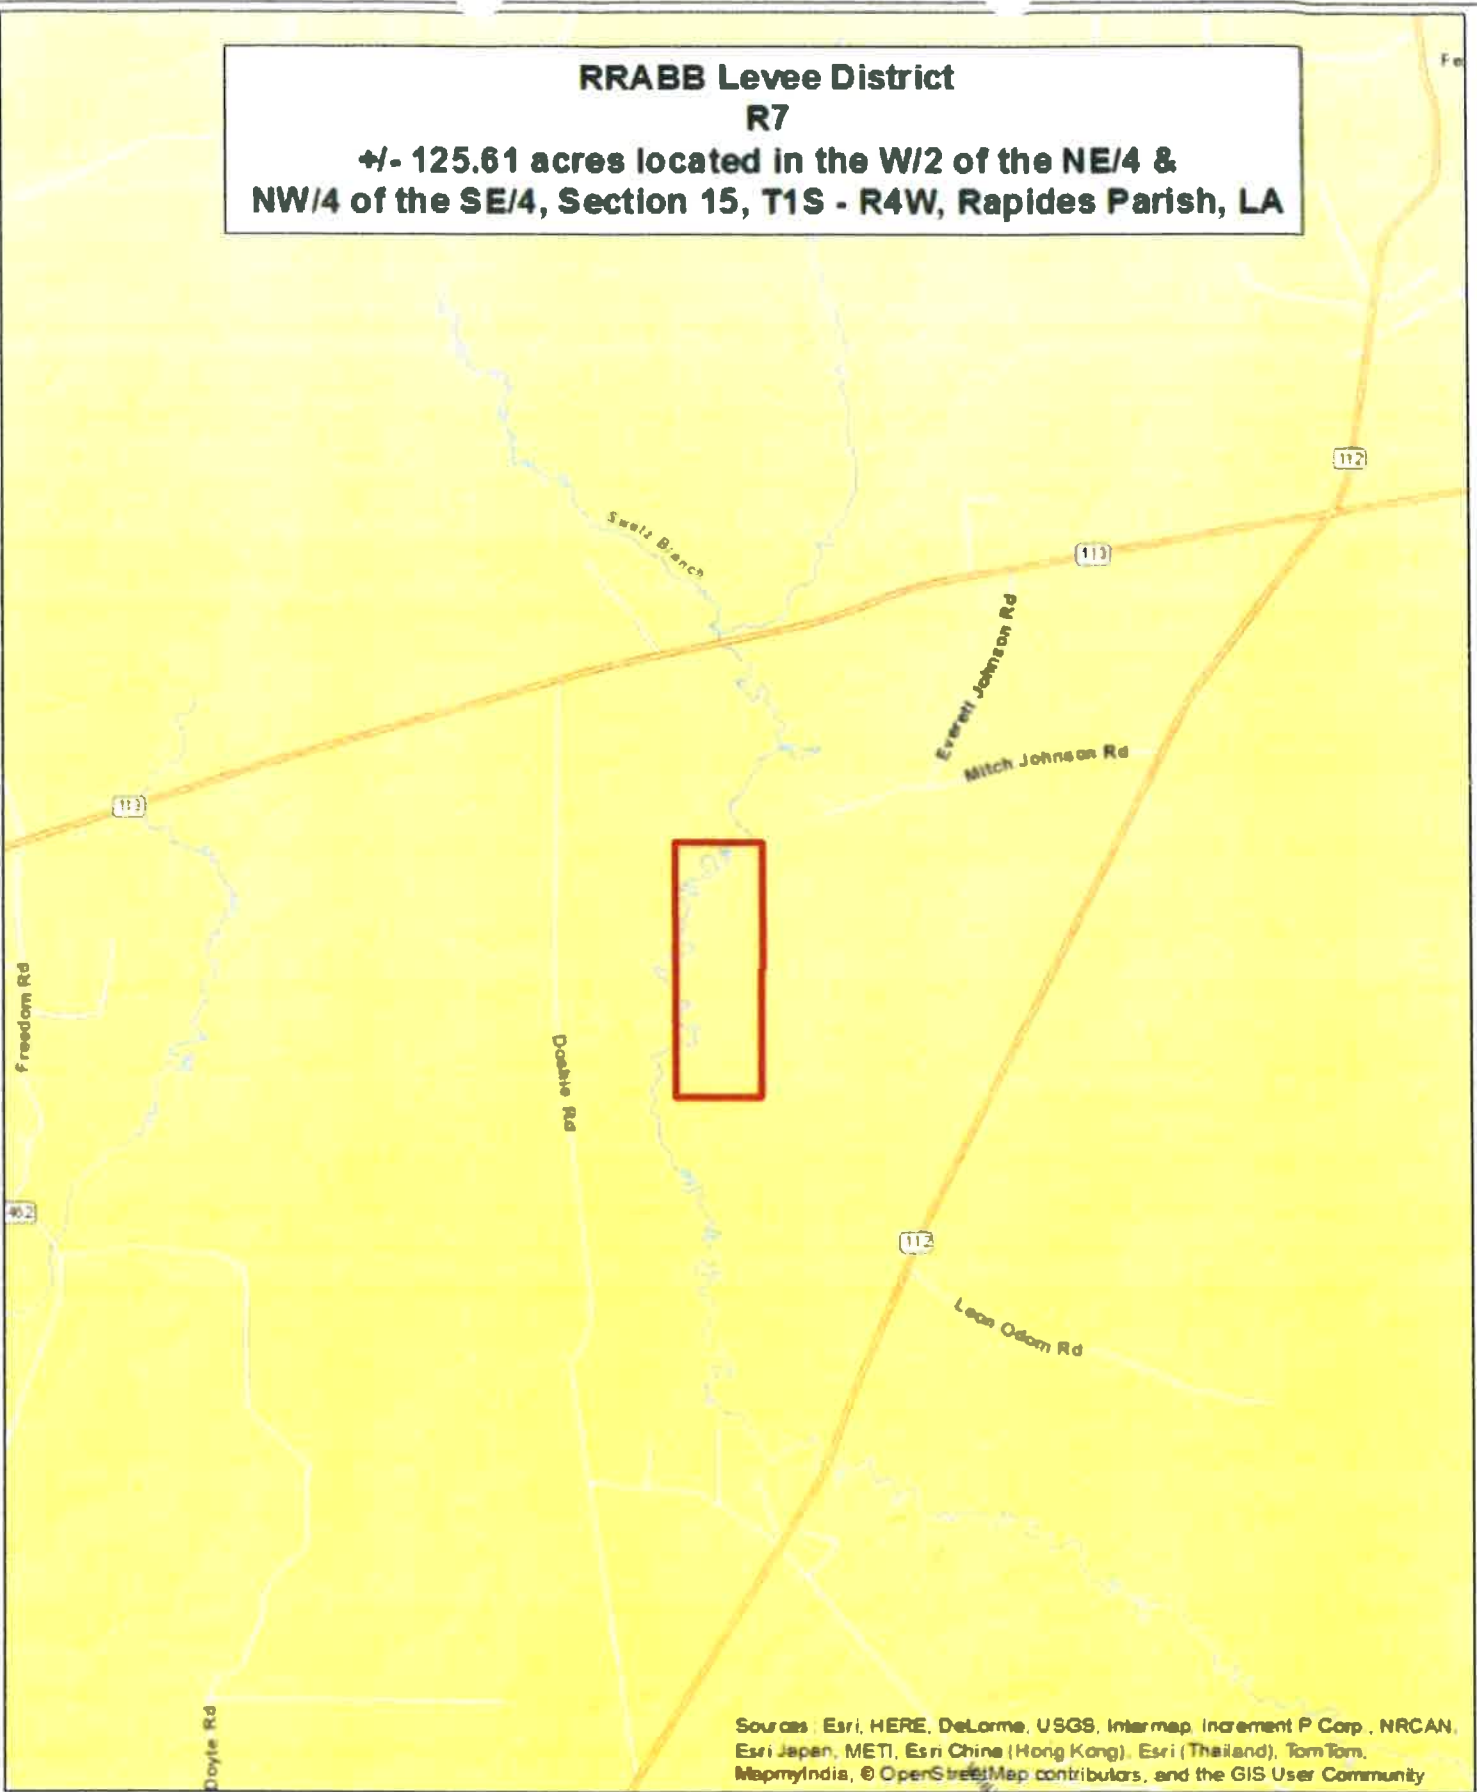 RRABB Levee District
R7
+/- 125.61 acres located in the W/2 of the NE/4 &
NW/4 of the SE/4, Section 15, T1S - R4W, Rapides Parish, LA
Fe
112
113
Everett Johnson Rd
Mitch Johnson Rd
113
Freedom Rd
Rd
462
112
Leon Odom Rd
Doyle Rd
Sources: Esri, HERE, DeLorme, USGS, Intermap, Increment P Corp., NRCAN,
Esri Japan, METI, Esri China (Hong Kong), Esri (Thailand), TomTom,
MapmyIndia, © OpenStreetMap contributors, and the GIS User Community